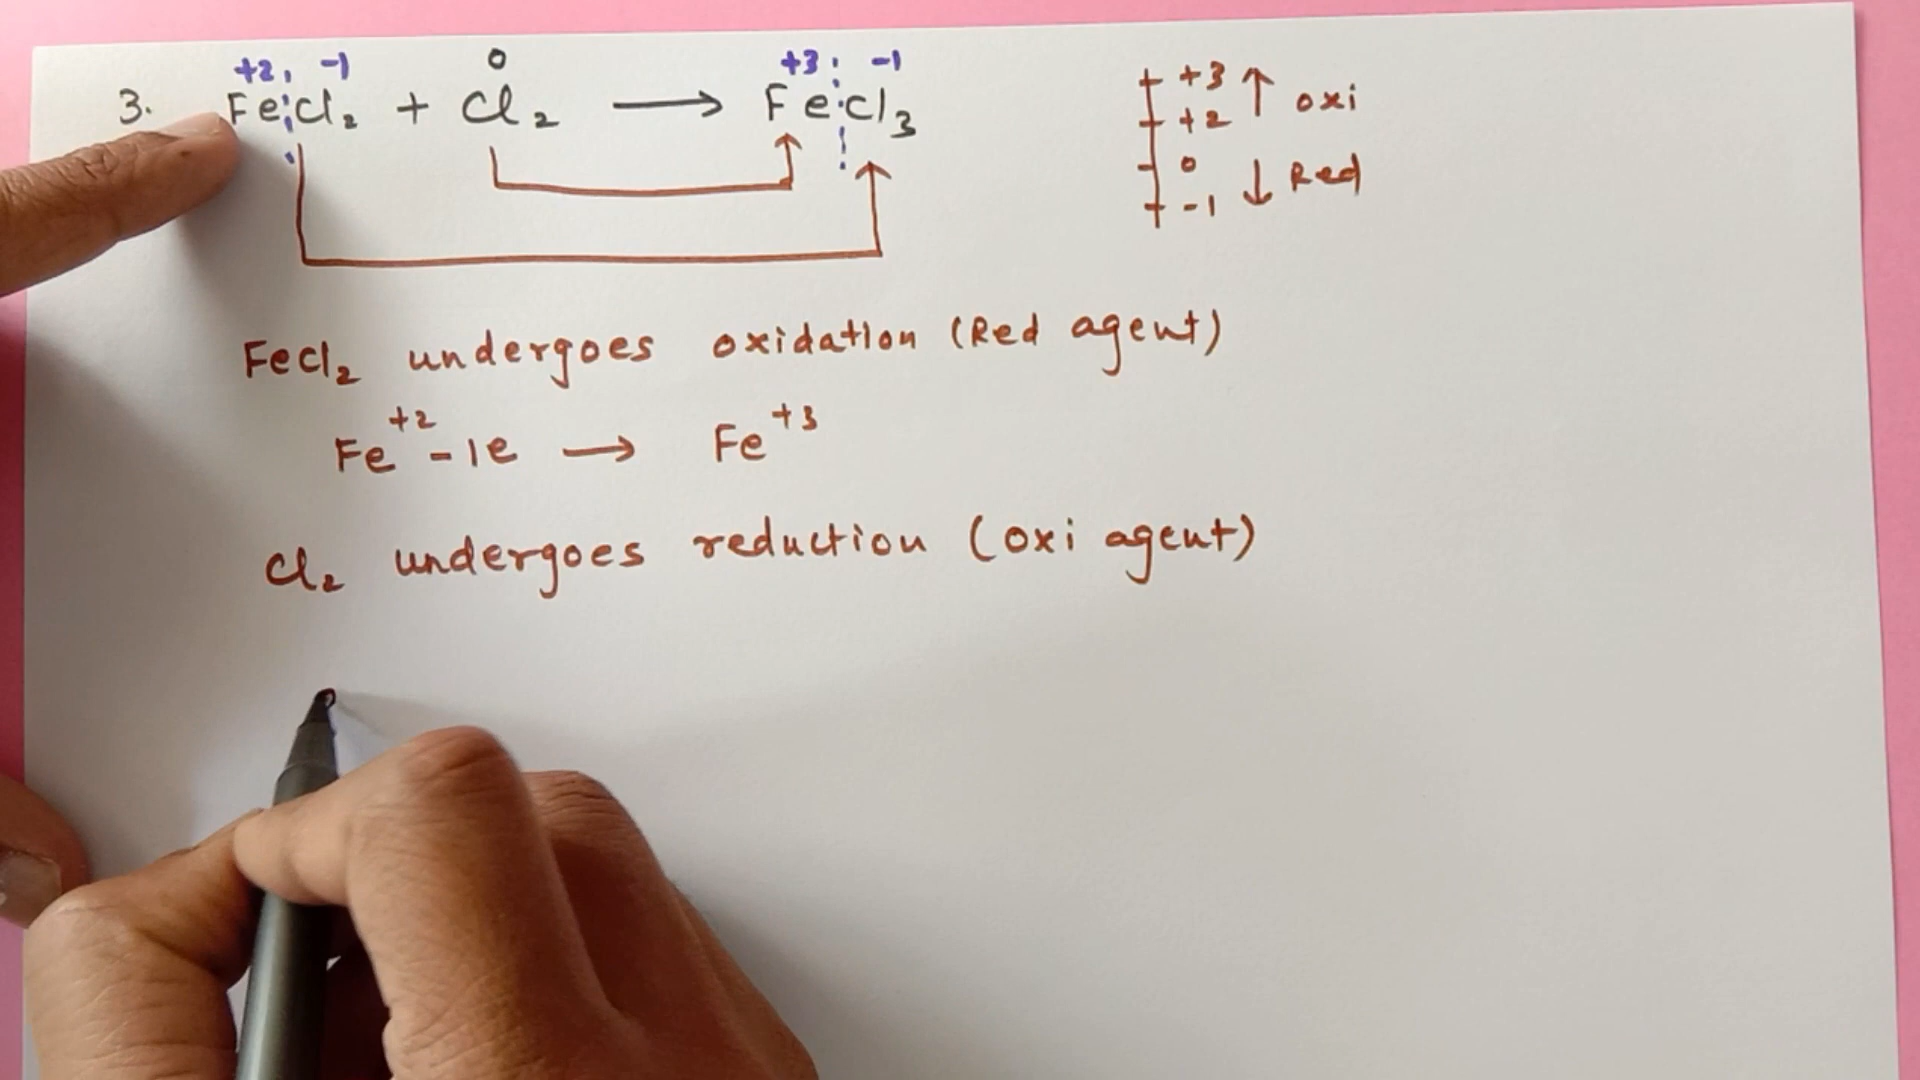 +2 -1 0 +3 -1
3. FeCl₂ + Cl₂ → FeCl₃
+3 ↑ oxi
+2
0 ↓ Red
-1
FeCl₂ undergoes oxidation (Red agent)
Fe⁺² - 1e → Fe⁺³
Cl₂ undergoes reduction (oxi agent)